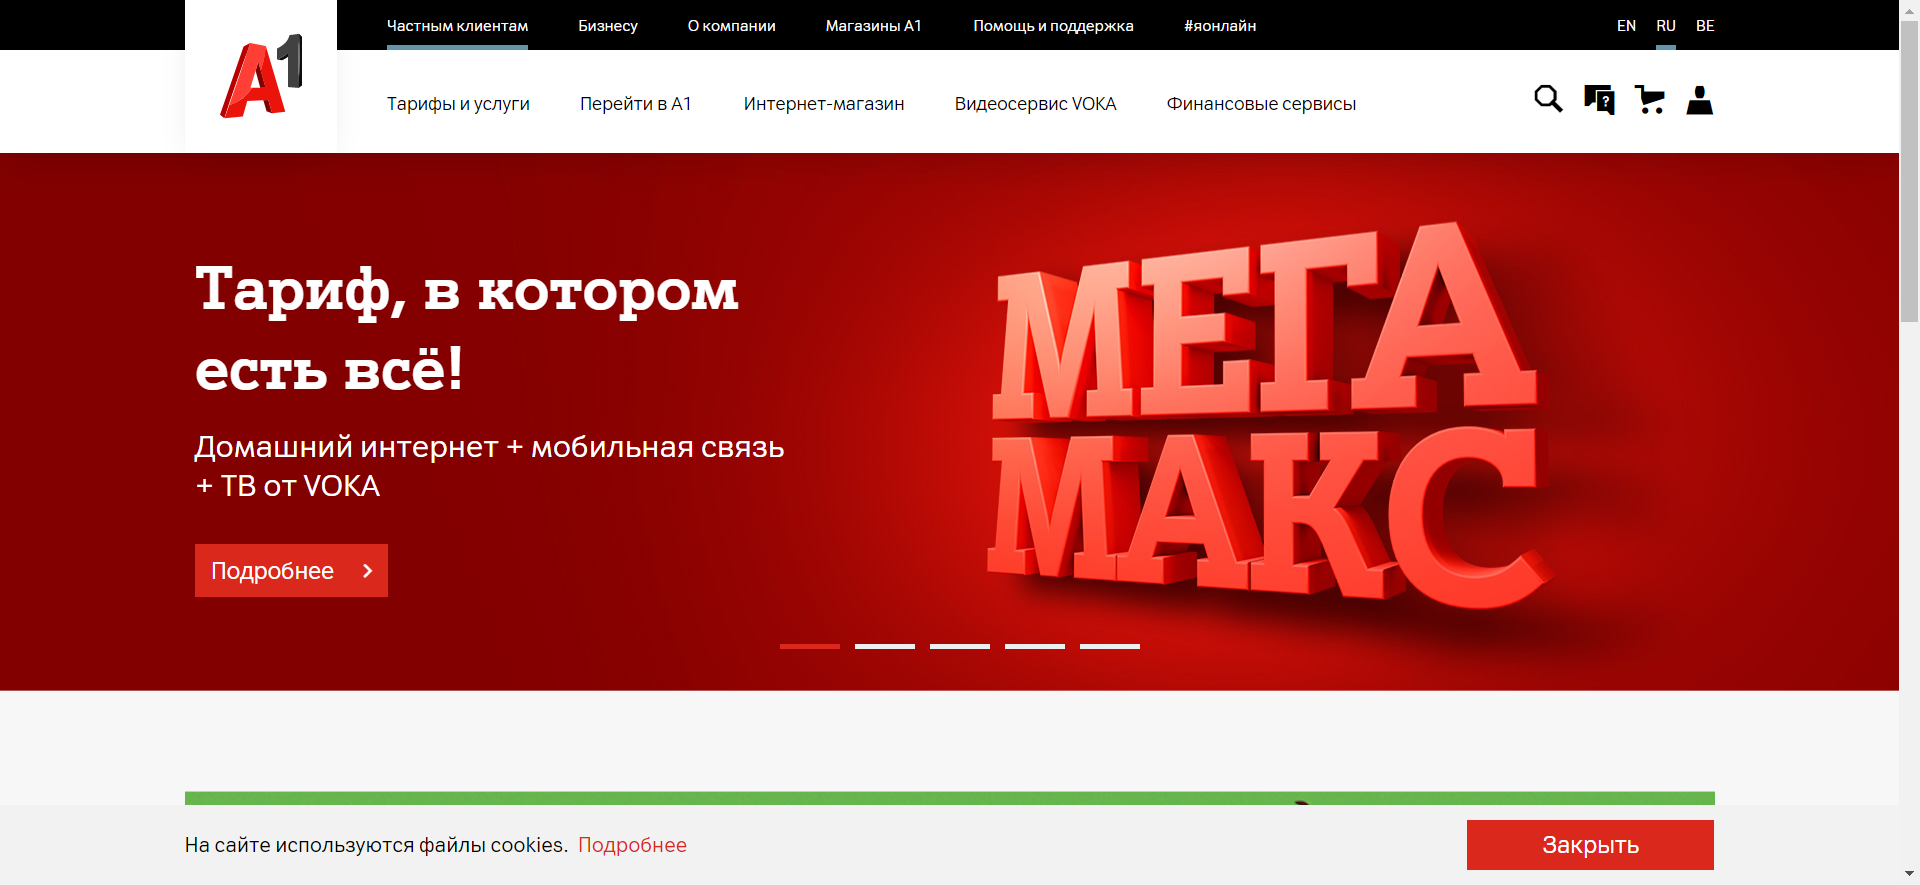 Частным клиентам
Бизнесу
О компании
Магазины А1
Помощь и поддержка
#яонлайн
EN
RU
BE
A1
Тарифы и услуги
Перейти в А1
Интернет-магазин
Видеосервис VOKA
Финансовые сервисы
?
Тариф, в котором
есть всё!
Домашний интернет + мобильная связь
+ ТВ от VOKA
Подробнее
МЕГА
МАКС
На сайте используются файлы cookies. Подробнее
Закрыть